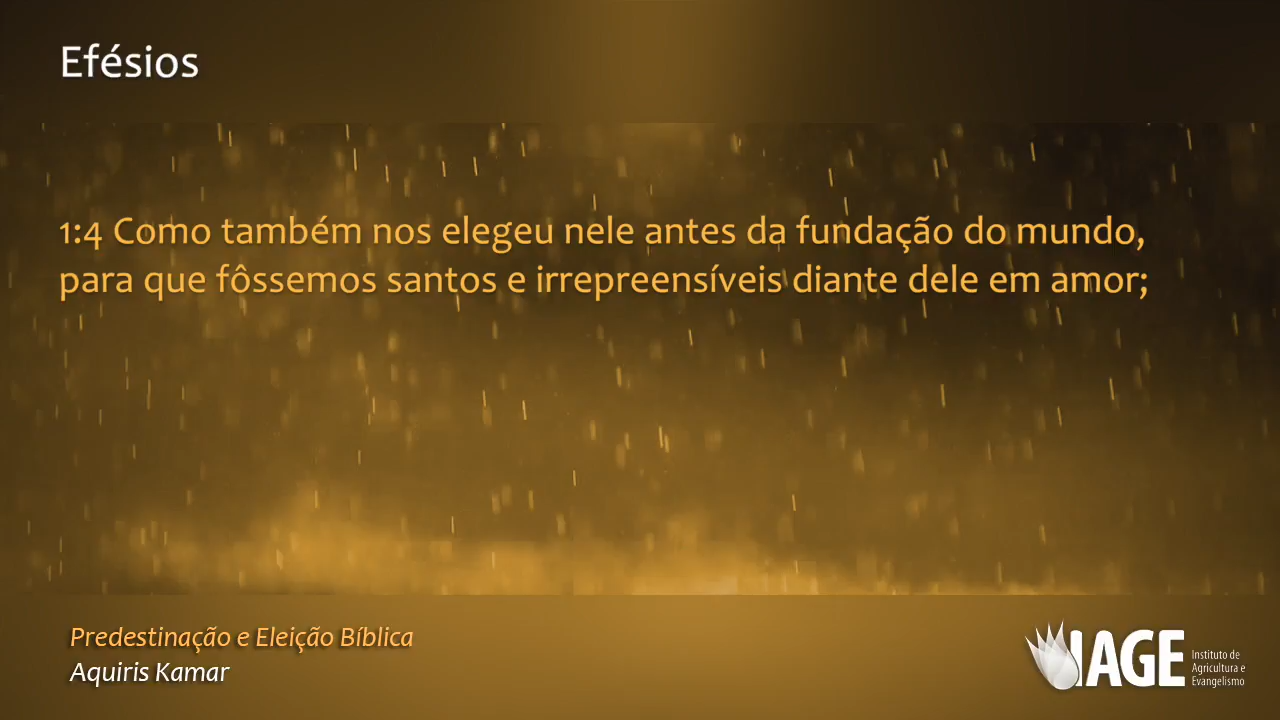 Efésios
1:4 Como também nos elegeu nele antes da fundação do mundo,
para que fôssemos santos e irrepreensíveis diante dele em amor;
Predestinação e Eleição Bíblica
Aquiris Kamar
IAGE
Instituto de
Agricultura e
Evangelismo